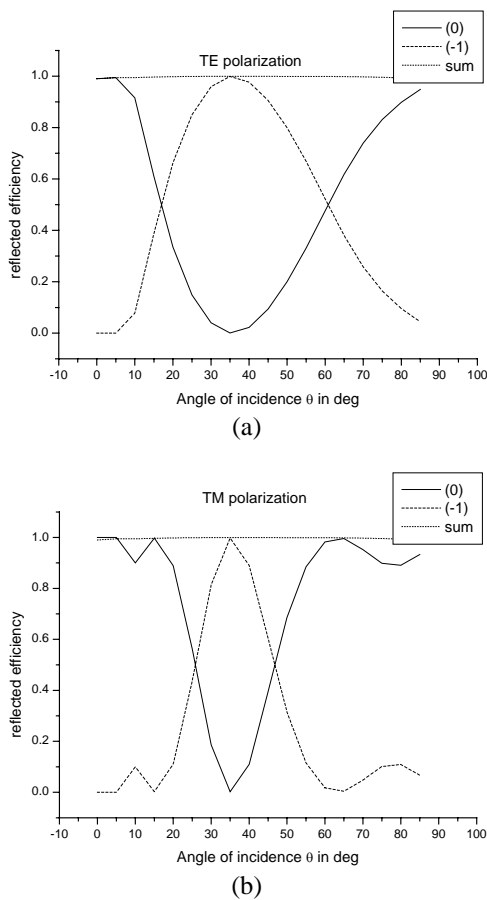 TE polarization
(0)
(-1)
sum
1.0
0.8
0.6
0.4
0.2
0.0
reflected efficiency
-10 0 10 20 30 40 50 60 70 80 90 100
Angle of incidence θ in deg
(a)
TM polarization
(0)
(-1)
sum
1.0
0.8
0.6
0.4
0.2
0.0
reflected efficiency
-10 0 10 20 30 40 50 60 70 80 90 100
Angle of incidence θ in deg
(b)